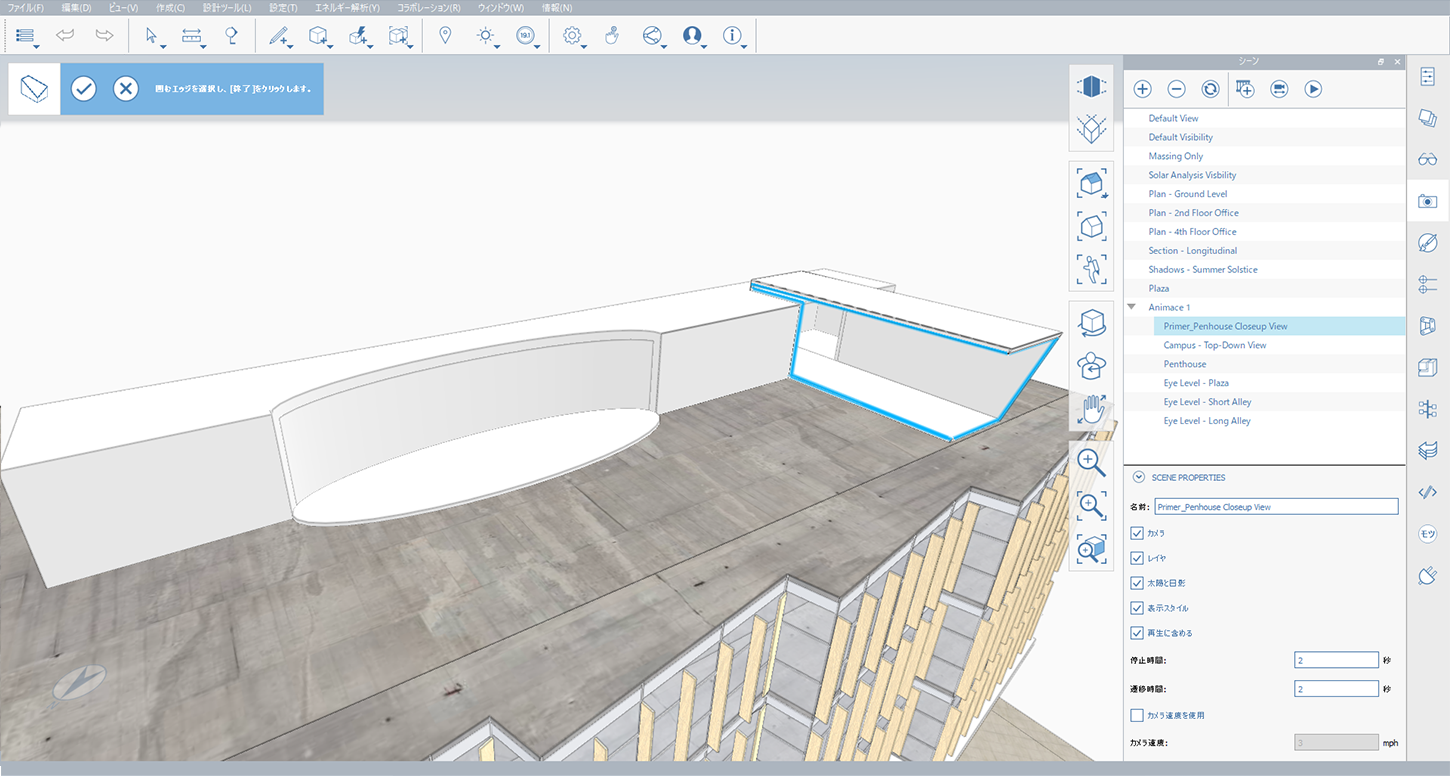 ファイル(F) 編集(D) ビュー(V) 作成(C) 設計ツール(L) 設定(T) エネルギー解析(Y) コラボレーション(R) ウィンドウ(W) 情報(N)
19.1
囲むエッジを選択し、[終了]をクリックします。
シーン
Default View
Default Visibility
Massing Only
Solar Analysis Visbility
Plan - Ground Level
Plan - 2nd Floor Office
Plan - 4th Floor Office
Section - Longitudinal
Shadows - Summer Solstice
Plaza
Animace 1
Primer_Penhouse Closeup View
Campus - Top-Down View
Penthouse
Eye Level - Plaza
Eye Level - Short Alley
Eye Level - Long Alley
SCENE PROPERTIES
名前: Primer_Penhouse Closeup View
カメラ
レイヤ
太陽と日影
表示スタイル
再生に含める
停止時間: 2 秒
遷移時間: 2 秒
カメラ速度を使用
カメラ速度: 3 mph
モツ